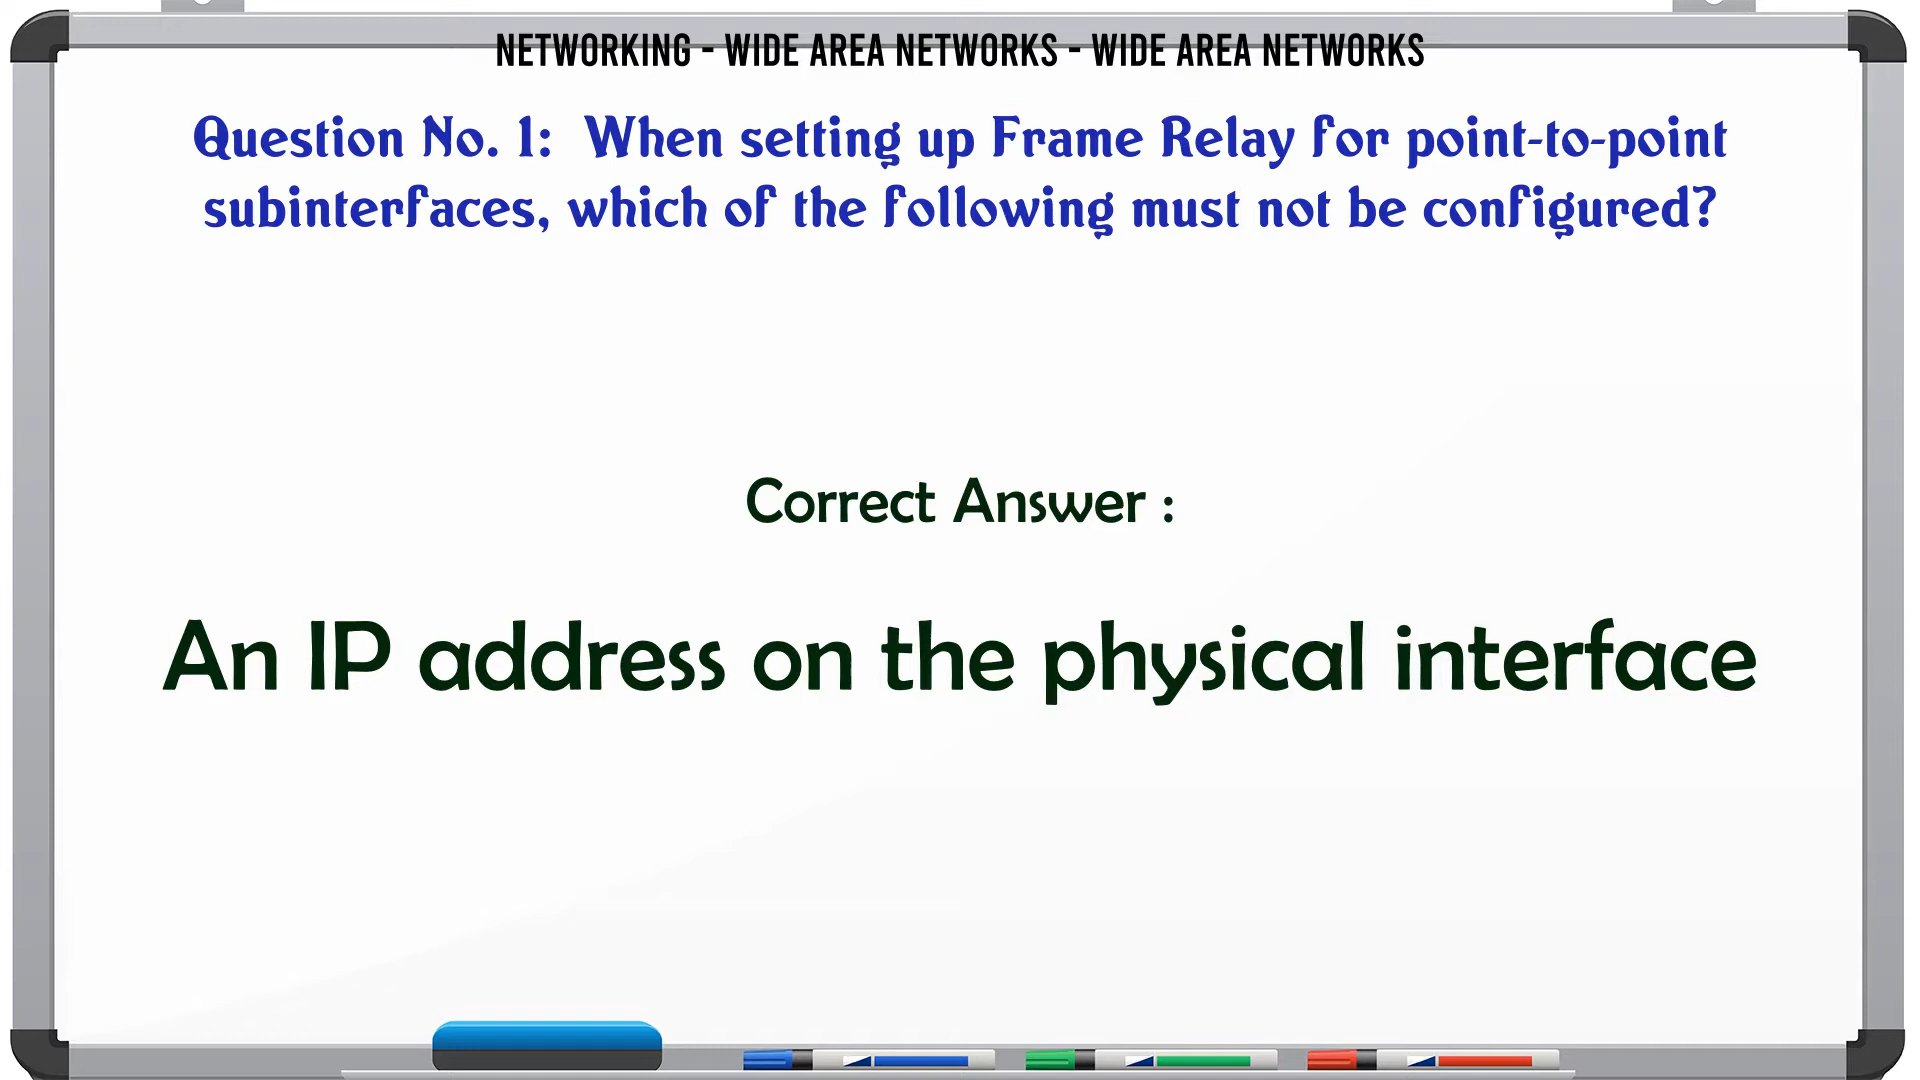 NETWORKING - WIDE AREA NETWORKS - WIDE AREA NETWORKS
Question No. 1:  When setting up Frame Relay for point-to-point
subinterfaces, which of the following must not be configured?
Correct Answer :
An IP address on the physical interface